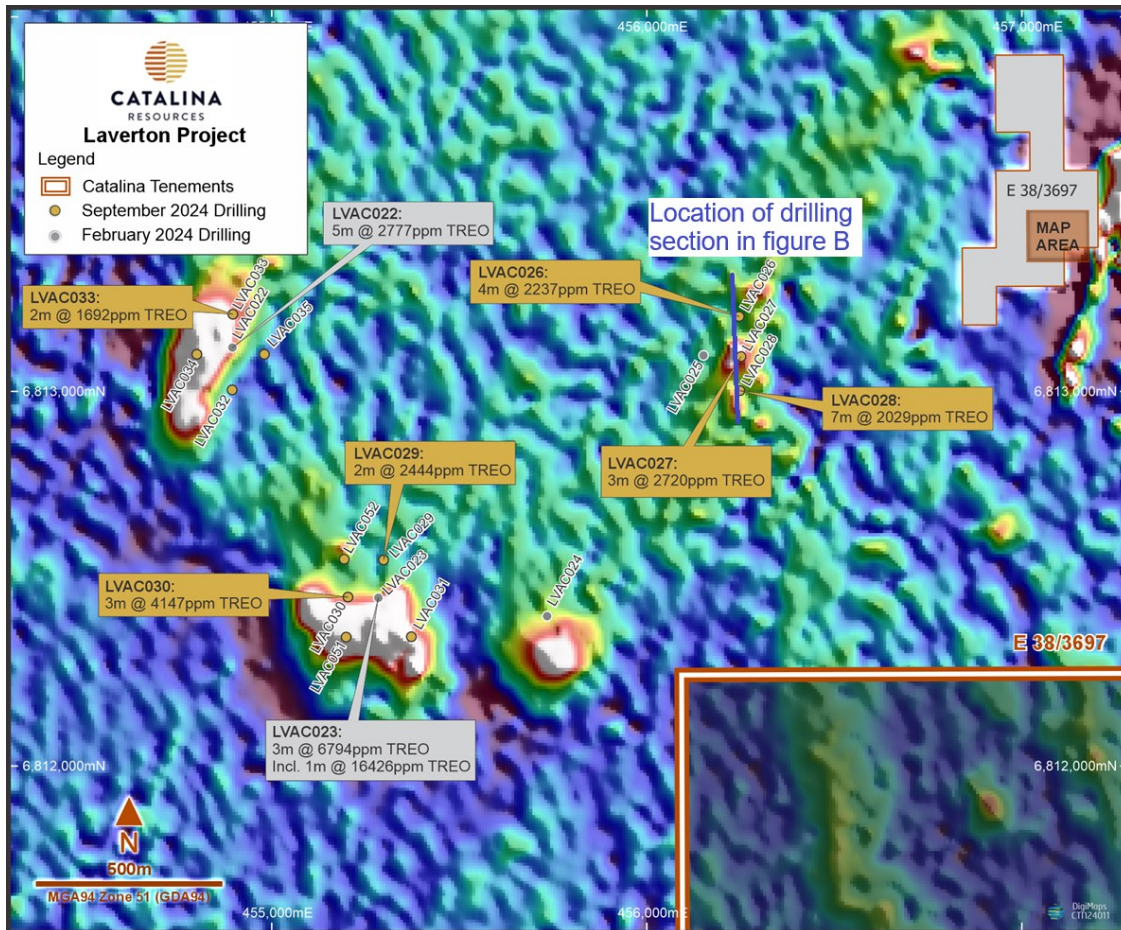 455,000mE
456,000mE
457,000mE
CATALINA
RESOURCES
Laverton Project
Legend
Catalina Tenements
September 2024 Drilling
February 2024 Drilling
LVAC022:
5m @ 2777ppm TREO
Location of drilling
section in figure B
E 38/3697
MAP
AREA
LVAC033:
2m @ 1692ppm TREO
LVAC033
LVAC022
LVAC035
LVAC034
LVAC032
LVAC026:
4m @ 2237ppm TREO
LVAC026
LVAC027
LVAC028
LVAC025
6,813,000mN
6,813,000mN
LVAC028:
7m @ 2029ppm TREO
LVAC027:
3m @ 2720ppm TREO
LVAC029:
2m @ 2444ppm TREO
LVAC052
LVAC029
LVAC023
LVAC030:
3m @ 4147ppm TREO
LVAC030
LVAC051
LVAC031
LVAC024
E 38/3697
LVAC023:
3m @ 6794ppm TREO
Incl. 1m @ 16426ppm TREO
6,812,000mN
6,812,000mN
N
500m
MGA94 Zone 51 (GDA94)
455,000mE
456,000mE
DigiMaps
CTI124011